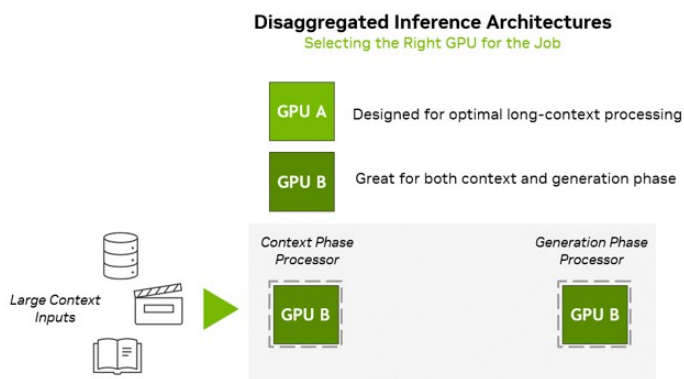 Disaggregated Inference Architectures
Selecting the Right GPU for the Job
GPU A
Designed for optimal long-context processing
GPU B
Great for both context and generation phase
Large Context
Inputs
Context Phase
Processor
GPU B
Generation Phase
Processor
GPU B